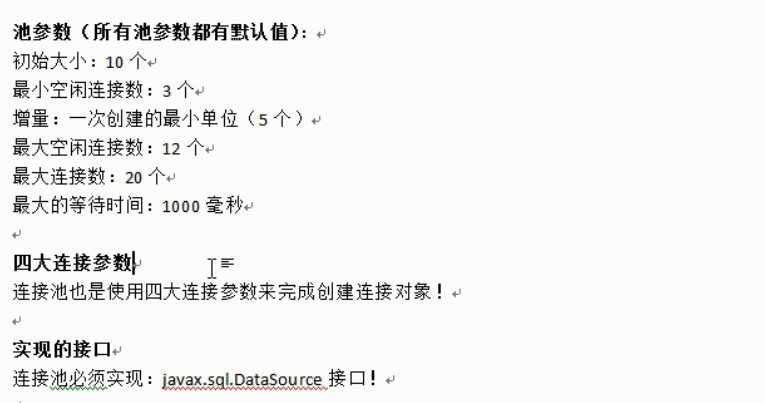 池参数（所有池参数都有默认值）：
初始大小：10 个
最小空闲连接数：3 个
增量：一次创建的最小单位（5 个）
最大空闲连接数：12 个
最大连接数：20 个
最大的等待时间：1000 毫秒
四大连接参数
连接池也是使用四大连接参数来完成创建连接对象！
实现的接口
连接池必须实现：javax.sql.DataSource 接口！